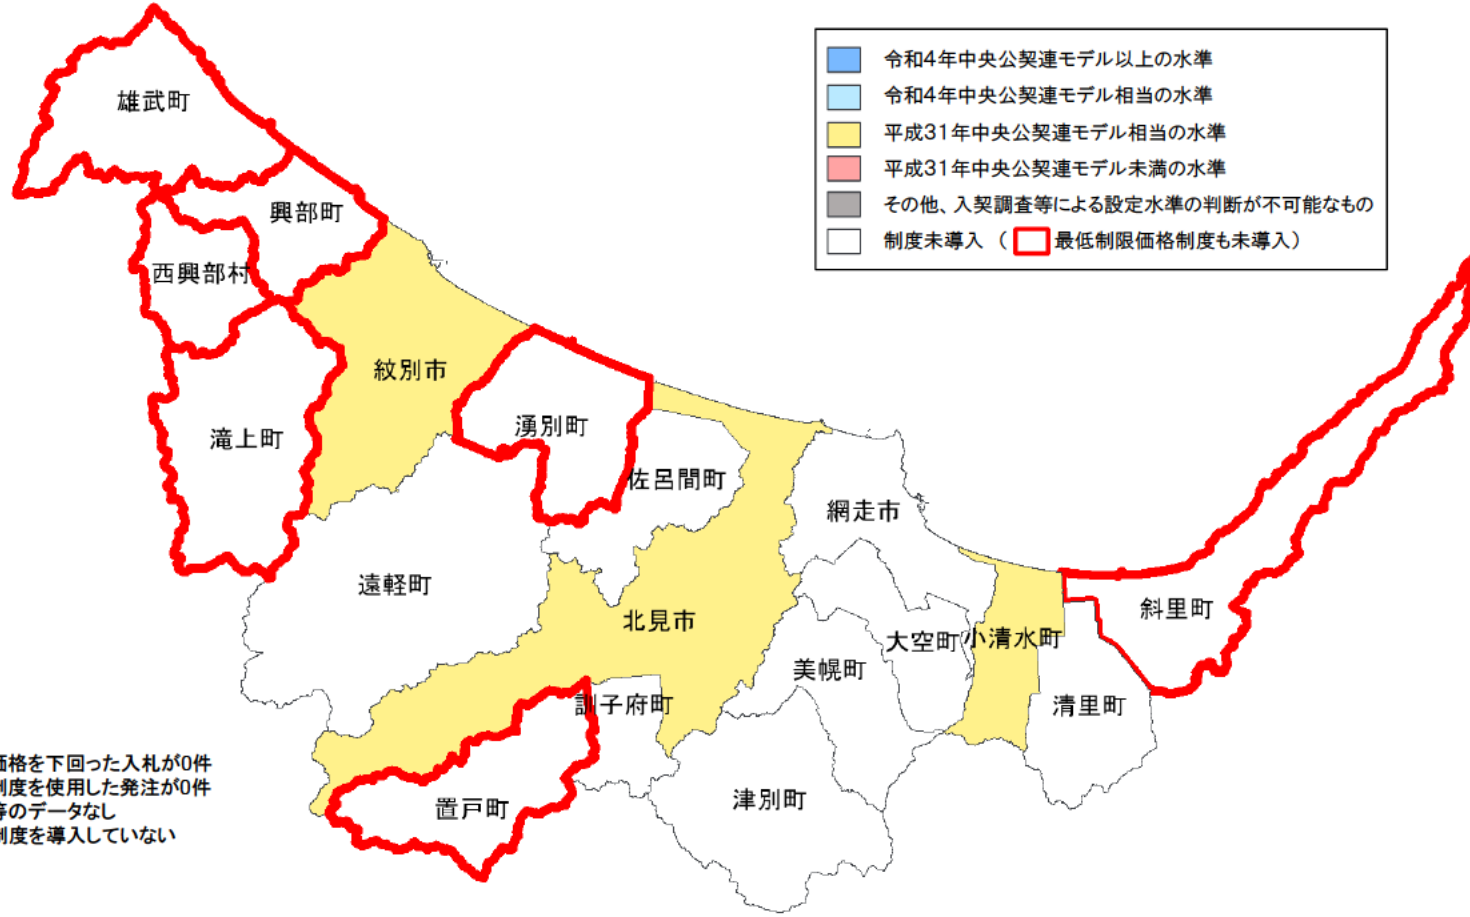 令和4年中央公契連モデル以上の水準
令和4年中央公契連モデル相当の水準
平成31年中央公契連モデル相当の水準
平成31年中央公契連モデル未満の水準
その他、入契調査等による設定水準の判断が不可能なもの
制度未導入 （ 最低制限価格制度も未導入）
雄武町
興部町
西興部村
紋別市
滝上町
湧別町
佐呂間町
網走市
遠軽町
北見市
斜里町
大空町
小清水町
美幌町
訓子府町
清里町
置戸町
津別町
価格を下回った入札が0件
制度を使用した発注が0件
等のデータなし
制度を導入していない